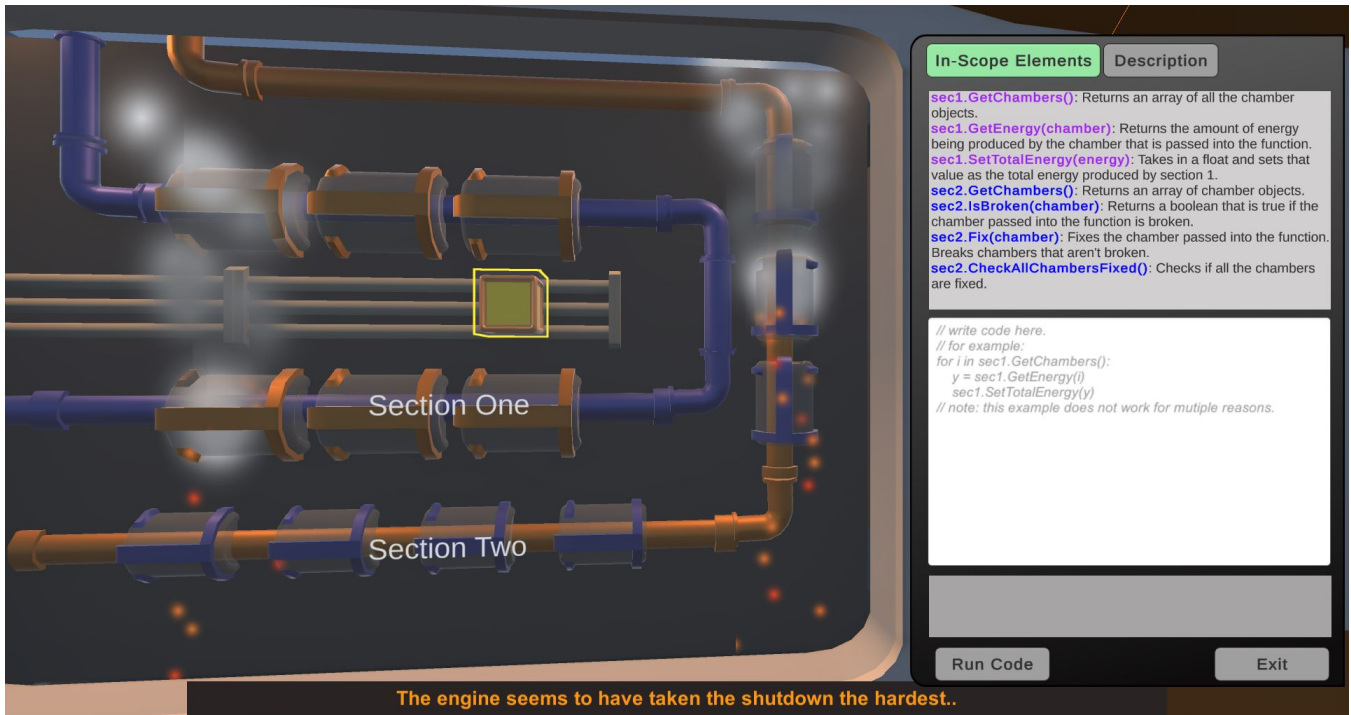 In-Scope Elements
Description
sec1.GetChambers(): Returns an array of all the chamber
objects.
sec1.GetEnergy(chamber): Returns the amount of energy
being produced by the chamber that is passed into the function.
sec1.SetTotalEnergy(energy): Takes in a float and sets that
value as the total energy produced by section 1.
sec2.GetChambers(): Returns an array of chamber objects.
sec2.IsBroken(chamber): Returns a boolean that is true if the
chamber passed into the function is broken.
sec2.Fix(chamber): Fixes the chamber passed into the function.
Breaks chambers that aren't broken.
sec2.CheckAllChambersFixed(): Checks if all the chambers
are fixed.
// write code here.
// for example:
for i in sec1.GetChambers():
y = sec1.GetEnergy(i)
sec1.SetTotalEnergy(y)
// note: this example does not work for mutiple reasons.
Section One
Section Two
Run Code
Exit
The engine seems to have taken the shutdown the hardest..